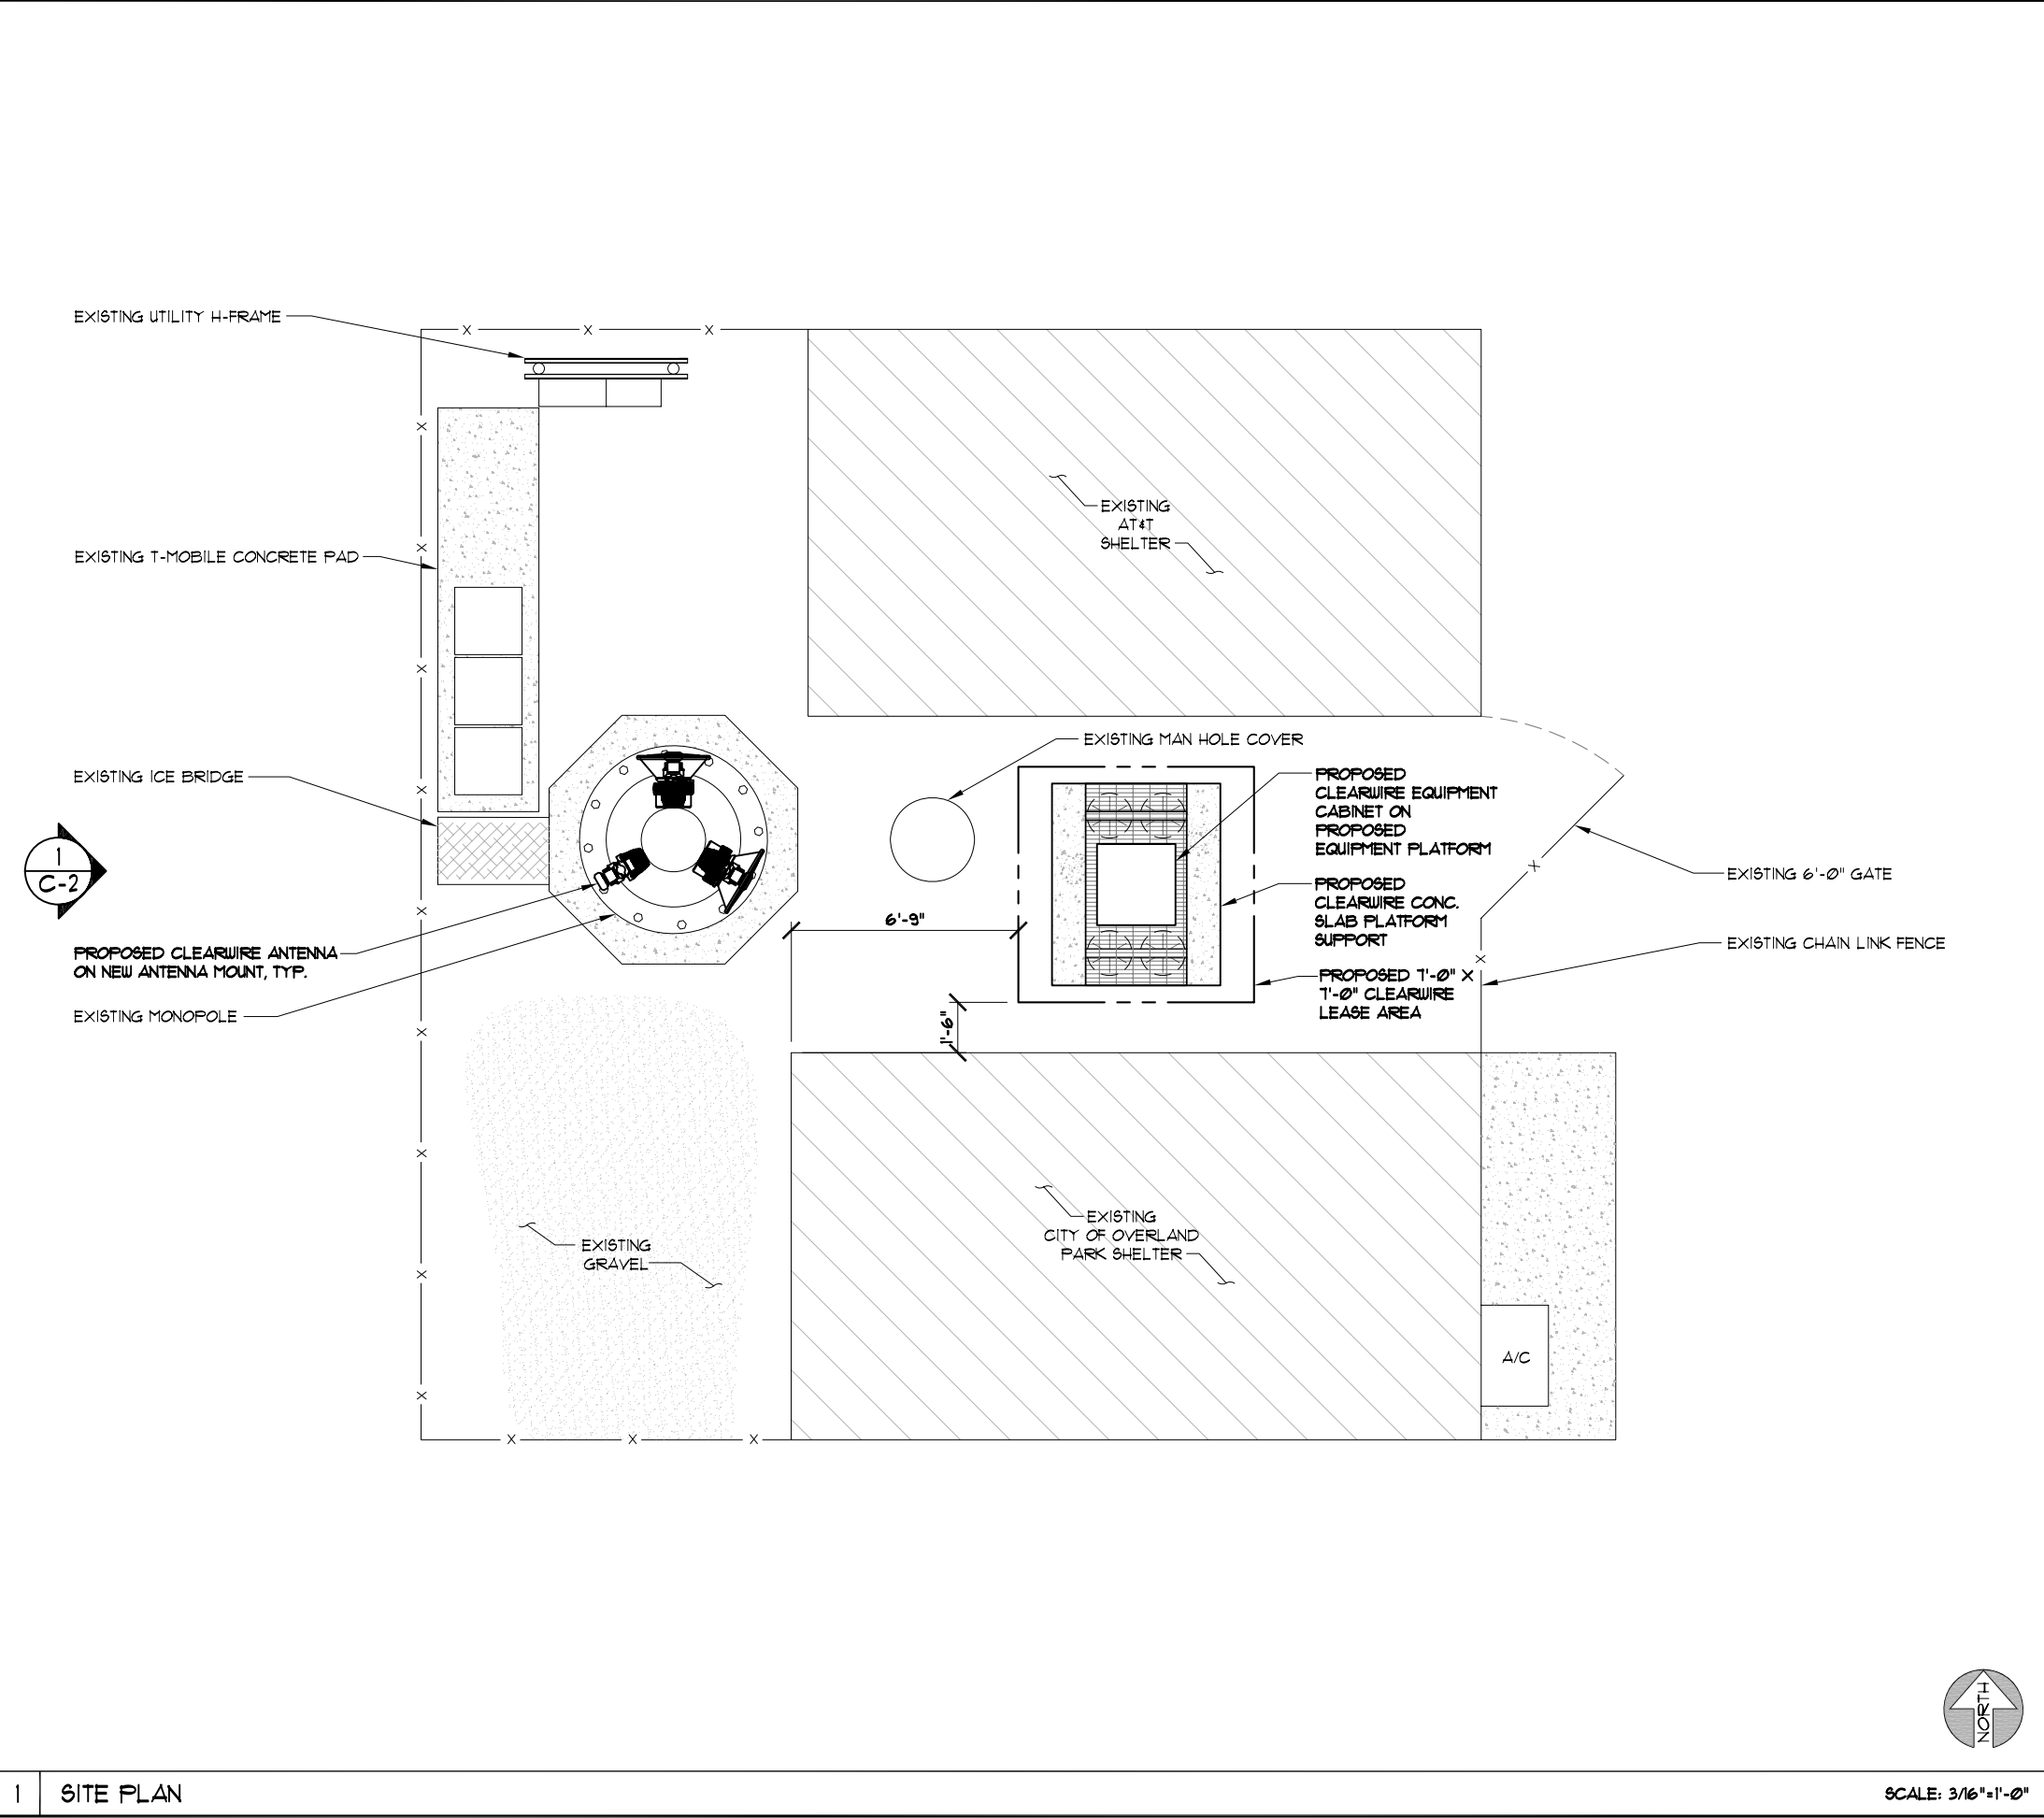 EXISTING UTILITY H-FRAME
EXISTING
AT&T
SHELTER
EXISTING T-MOBILE CONCRETE PAD
EXISTING MAN HOLE COVER
EXISTING ICE BRIDGE
PROPOSED
CLEARWIRE EQUIPMENT
CABINET ON
PROPOSED
EQUIPMENT PLATFORM
1
C-2
EXISTING 6'-0" GATE
PROPOSED
CLEARWIRE CONC.
SLAB PLATFORM
SUPPORT
6'-9"
EXISTING CHAIN LINK FENCE
PROPOSED CLEARWIRE ANTENNA
ON NEW ANTENNA MOUNT, TYP.
PROPOSED 7'-0" X
7'-0" CLEARWIRE
LEASE AREA
EXISTING MONOPOLE
1'-6"
EXISTING
CITY OF OVERLAND
PARK SHELTER
EXISTING
GRAVEL
A/C
NORTH
1 SITE PLAN
SCALE: 3/16"=1'-0"